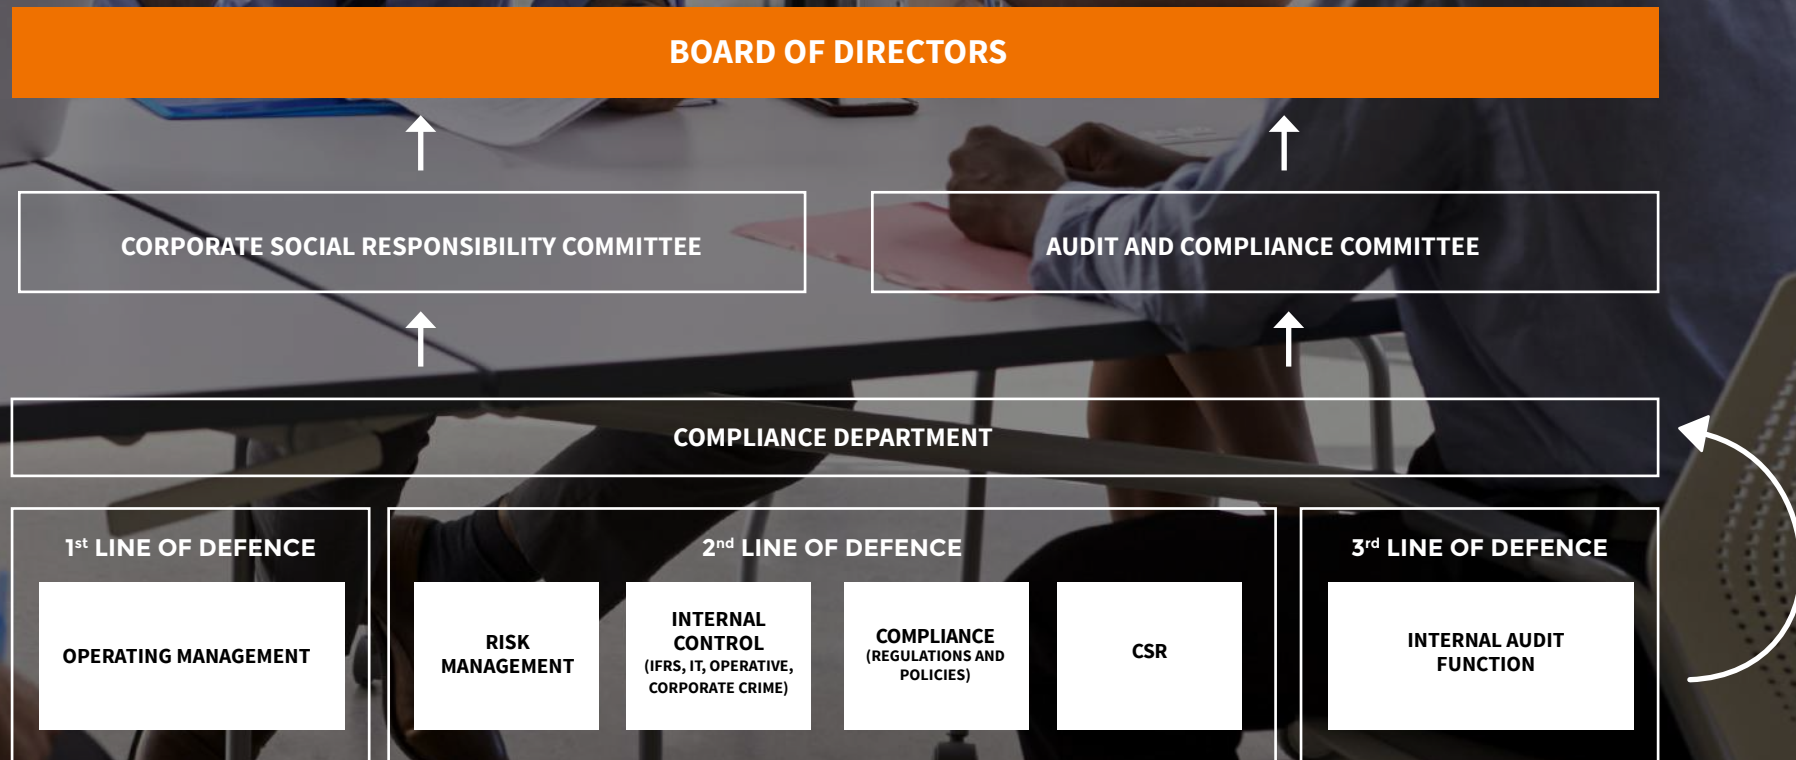 BOARD OF DIRECTORS
CORPORATE SOCIAL RESPONSIBILITY COMMITTEE
AUDIT AND COMPLIANCE COMMITTEE
COMPLIANCE DEPARTMENT
1st LINE OF DEFENCE
OPERATING MANAGEMENT
2nd LINE OF DEFENCE
RISK
MANAGEMENT
INTERNAL
CONTROL
(IFRS, IT, OPERATIVE,
CORPORATE CRIME)
COMPLIANCE
(REGULATIONS AND
POLICIES)
CSR
3rd LINE OF DEFENCE
INTERNAL AUDIT
FUNCTION